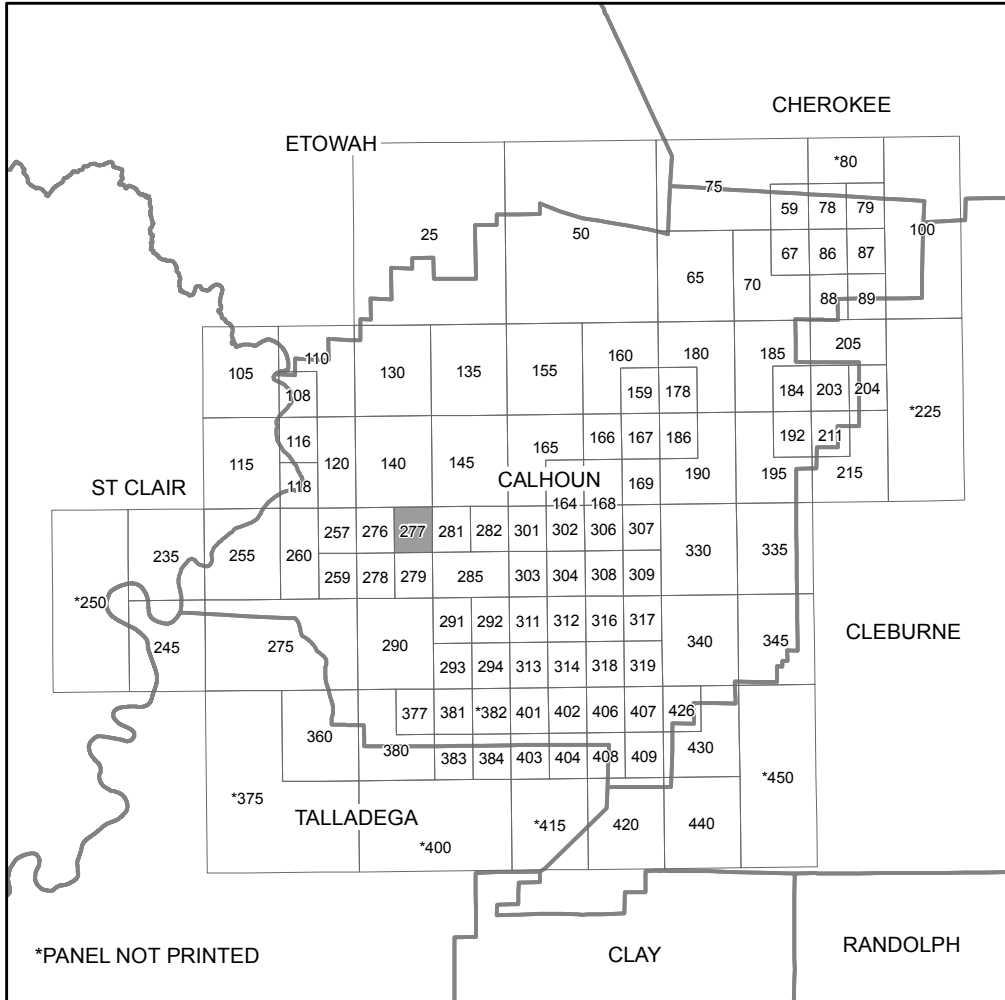 CHEROKEE
ETOWAH
*80
75
59 78 79
25 50 100
67 86 87
65 70
88 89
110 160 180 185 205
105 130 135 155
108 159 178 184 203 204
*225
116 165 166 167 186 192 211
115 120 140 145 190 195 215
ST CLAIR 118 CALHOUN 169
164 168
235 255 260 257 276 277 281 282 301 302 306 307 330 335
259 278 279 285 303 304 308 309
*250
291 292 311 312 316 317
245 275 290 340 345 CLEBURNE
293 294 313 314 318 319
377 381 *382 401 402 406 407 426
360 380 383 384 403 404 408 409 430
*375 *450
TALLADEGA *415 420 440
*400
*PANEL NOT PRINTED CLAY RANDOLPH